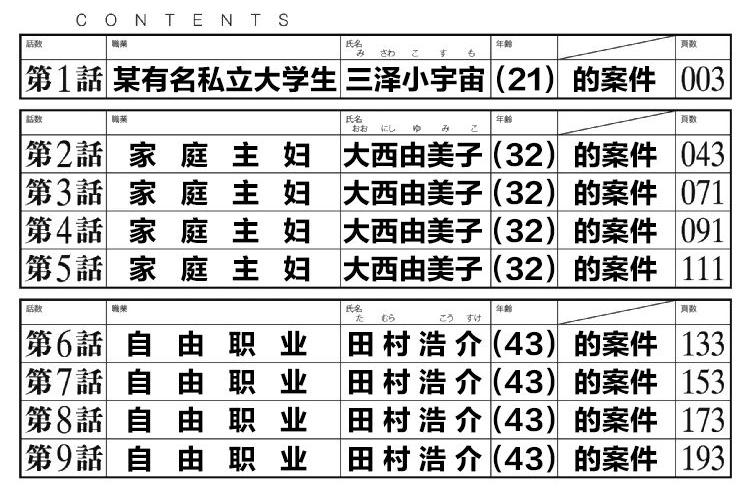 CONTENTS
話数 職業 氏名 年齢 頁数
み さわ こ す も
第1話 某有名私立大学生 三泽小宇宙 (21) 的案件 003
話数 職業 氏名 年齢 頁数
おお にし ゆ み こ
第2話 家庭主妇 大西由美子 (32) 的案件 043
第3話 家庭主妇 大西由美子 (32) 的案件 071
第4話 家庭主妇 大西由美子 (32) 的案件 091
第5話 家庭主妇 大西由美子 (32) 的案件 111
話数 職業 氏名 年齢 頁数
た むら こう すけ
第6話 自由职业 田村浩介 (43) 的案件 133
第7話 自由职业 田村浩介 (43) 的案件 153
第8話 自由职业 田村浩介 (43) 的案件 173
第9話 自由职业 田村浩介 (43) 的案件 193